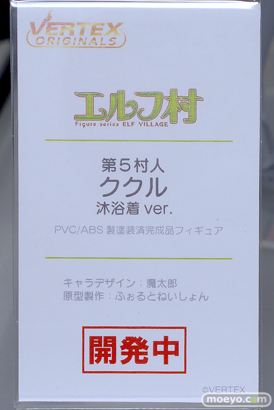 VERTEX
ORIGINALS
エルフ村
Figure series ELF VILLAGE
第5村人
ククル
沐浴着 ver.
PVC/ABS 製塗装済完成品フィギュア
キャラデザイン:魔太郎
原型製作:ふぉるとねいしょん
開発中
©VERTEX
moeyo.com